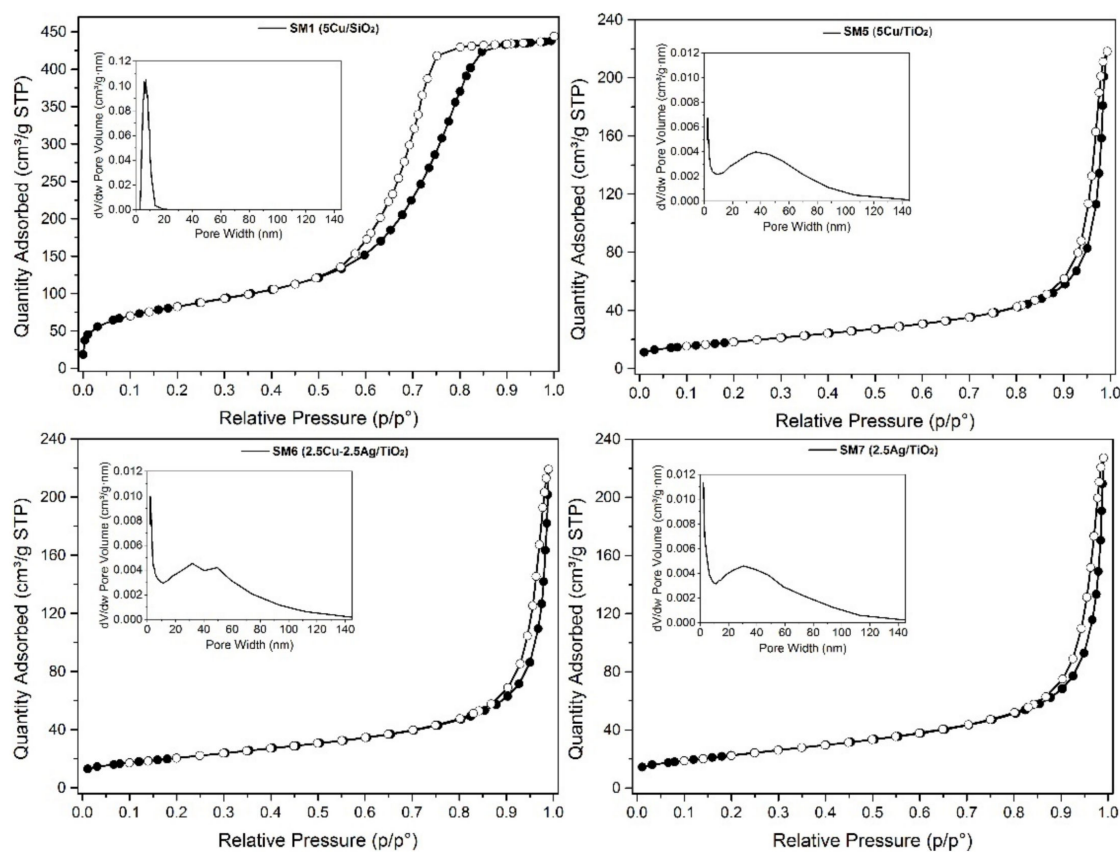 SM1 (5Cu/SiO₂)
Quantity Adsorbed (cm³/g STP)
450
400
350
300
250
200
150
100
50
0
0.0 0.1 0.2 0.3 0.4 0.5 0.6 0.7 0.8 0.9 1.0
Relative Pressure (p/p°)
dV/dw Pore Volume (cm³/g·nm)
0.12
0.10
0.08
0.06
0.04
0.02
0.00
0 20 40 60 80 100 120 140
Pore Width (nm)
SM5 (5Cu/TiO₂)
Quantity Adsorbed (cm³/g STP)
240
200
160
120
80
40
0
0.0 0.1 0.2 0.3 0.4 0.5 0.6 0.7 0.8 0.9 1.0
Relative Pressure (p/p°)
dV/dw Pore Volume (cm³/g·nm)
0.012
0.010
0.008
0.006
0.004
0.002
0.000
0 20 40 60 80 100 120 140
Pore Width (nm)
SM6 (2.5Cu-2.5Ag/TiO₂)
Quantity Adsorbed (cm³/g STP)
240
200
160
120
80
40
0
0.0 0.1 0.2 0.3 0.4 0.5 0.6 0.7 0.8 0.9 1.0
Relative Pressure (p/p°)
dV/dw Pore Volume (cm³/g·nm)
0.012
0.010
0.008
0.006
0.004
0.002
0.000
0 20 40 60 80 100 120 140
Pore Width (nm)
SM7 (2.5Ag/TiO₂)
Quantity Adsorbed (cm³/g STP)
240
200
160
120
80
40
0
0.0 0.1 0.2 0.3 0.4 0.5 0.6 0.7 0.8 0.9 1.0
Relative Pressure (p/p°)
dV/dw Pore Volume (cm³/g·nm)
0.012
0.010
0.008
0.006
0.004
0.002
0.000
0 20 40 60 80 100 120 140
Pore Width (nm)